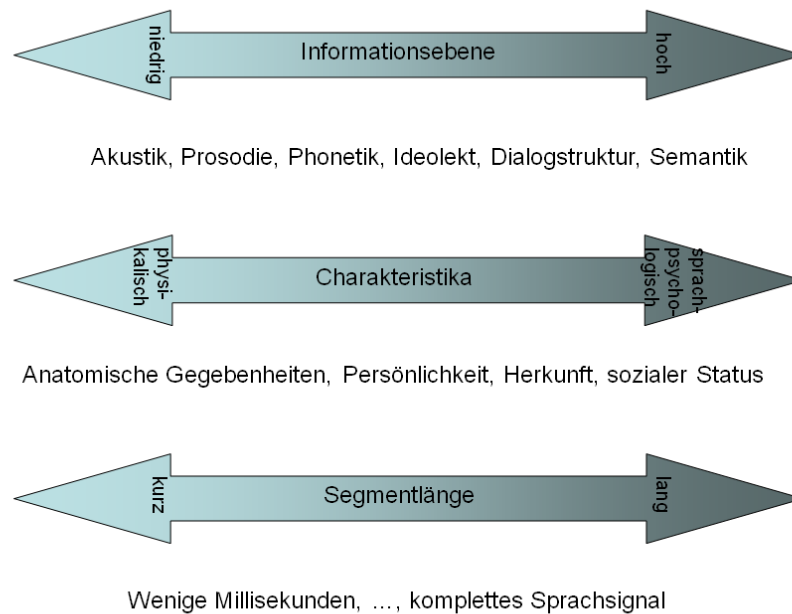 niedrig Informationsebene hoch
Akustik, Prosodie, Phonetik, Ideolekt, Dialogstruktur, Semantik
physi-
kalisch
Charakteristika
sprach-
psycho-
logisch
Anatomische Gegebenheiten, Persönlichkeit, Herkunft, sozialer Status
kurz Segmentlänge lang
Wenige Millisekunden, ..., komplettes Sprachsignal